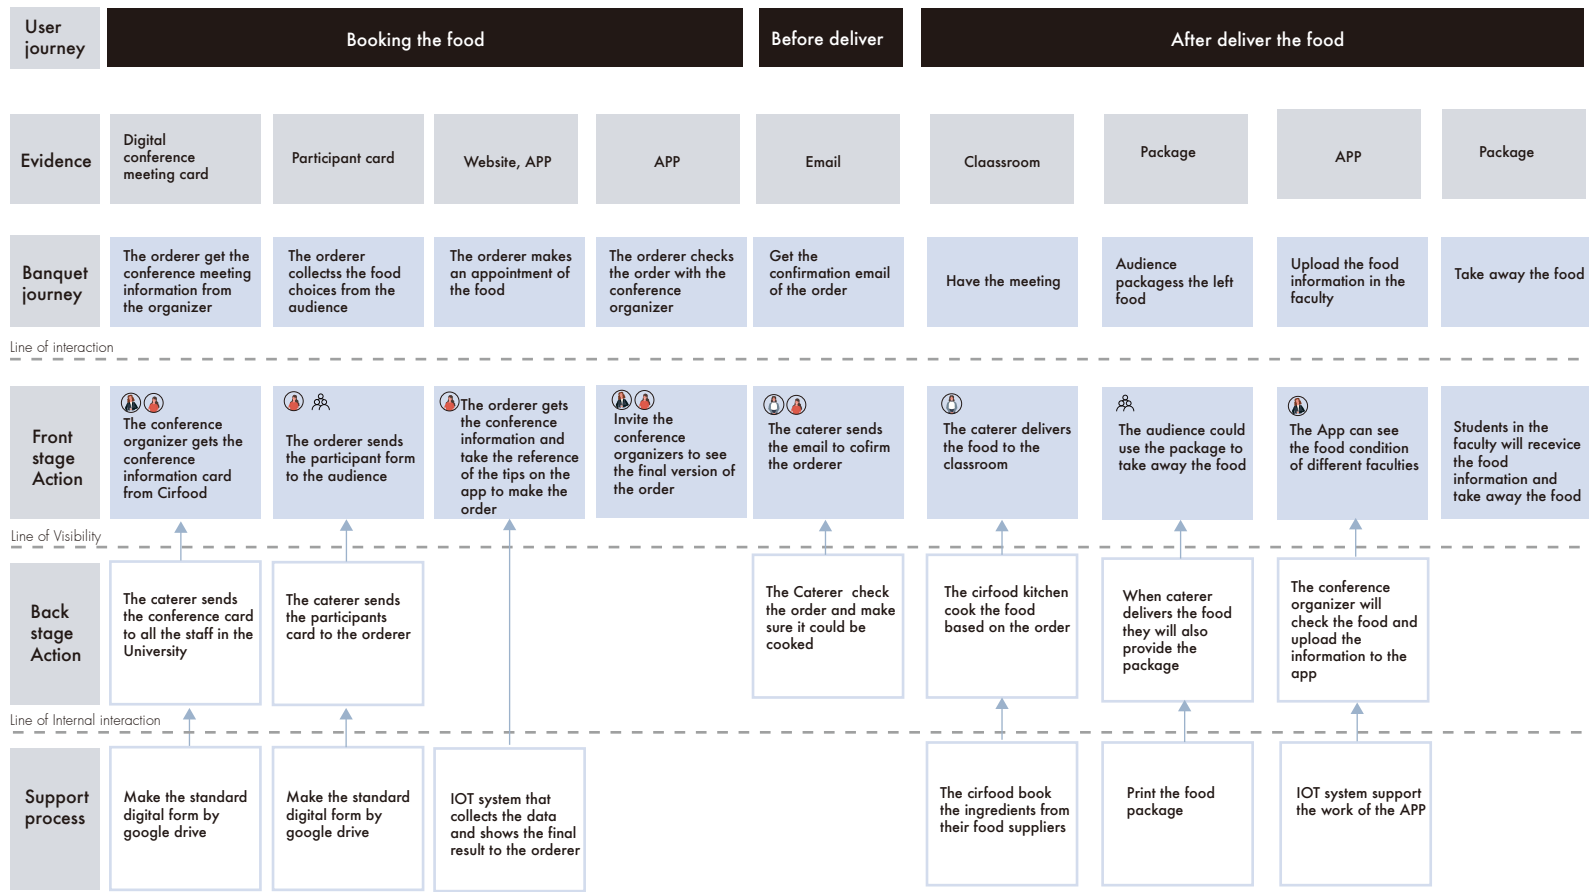 User
journey
Booking the food
Before deliver
After deliver the food
Evidence
Digital
conference
meeting card
Participant card
Website, APP
APP
Email
Claassroom
Package
APP
Package
Banquet
journey
The orderer get the
conference meeting
information from
the organizer
The orderer
collectss the food
choices from the
audience
The orderer makes
an appointment of
the food
The orderer checks
the order with the
conference
organizer
Get the
confirmation email
of the order
Have the meeting
Audience
packagess the left
food
Upload the food
information in the
faculty
Take away the food
Line of interaction
Front
stage
Action
The conference
organizer gets the
conference
information card
from Cirfood
The orderer sends
the participant form
to the audience
The orderer gets
the conference
information and
take the reference
of the tips on the
app to make the
order
Invite the
conference
organizers to see
the final version of
the order
The caterer sends
the email to cofirm
the orderer
The caterer delivers
the food to the
classroom
The audience could
use the package to
take away the food
The App can see
the food condition
of different faculties
Students in the
faculty will recevice
the food
information and
take away the food
Line of Visibility
Back
stage
Action
The caterer sends
the conference card
to all the staff in the
University
The caterer sends
the participants
card to the orderer
The Caterer check
the order and make
sure it could be
cooked
The cirfood kitchen
cook the food
based on the order
When caterer
delivers the food
they will also
provide the
package
The conference
organizer will
check the food and
upload the
information to the
app
Line of Internal interaction
Support
process
Make the standard
digital form by
google drive
Make the standard
digital form by
google drive
IOT system that
collects the data
and shows the final
result to the orderer
The cirfood book
the ingredients from
their food suppliers
Print the food
package
IOT system support
the work of the APP